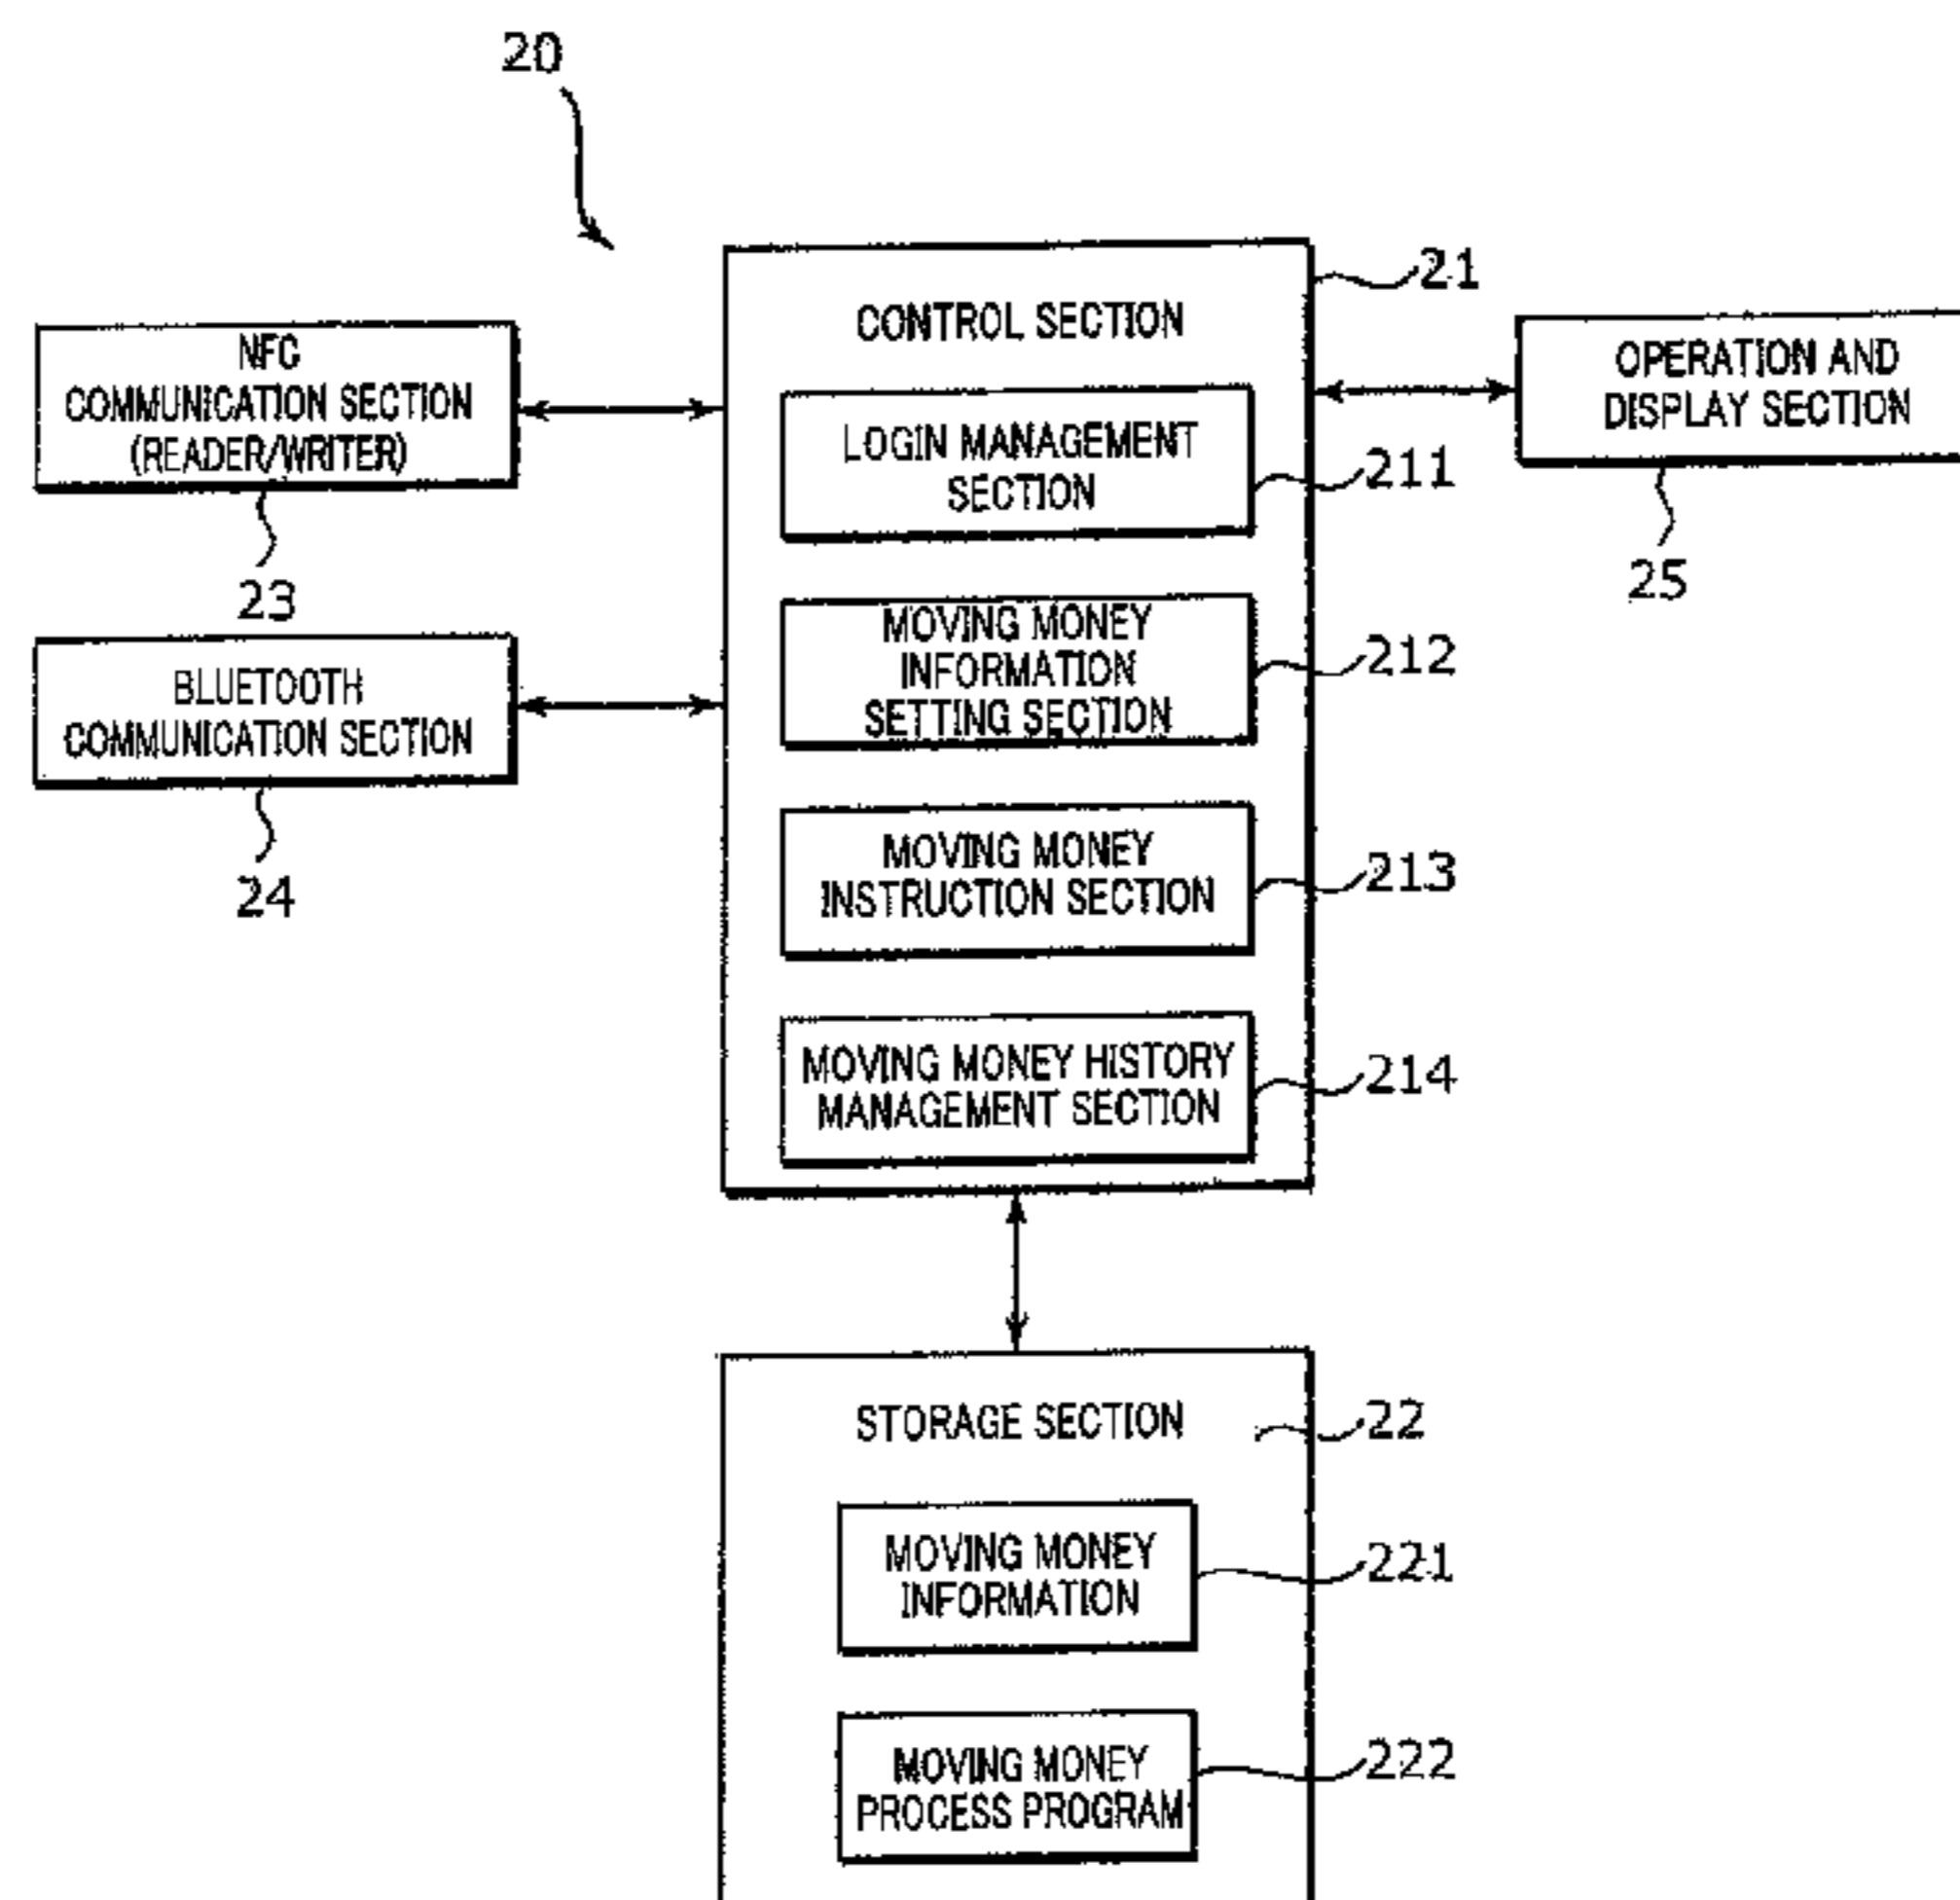 20
CONTROL SECTION
21
NFC
COMMUNICATION SECTION
(READER/WRITER)
23
OPERATION AND
DISPLAY SECTION
25
LOGIN MANAGEMENT
SECTION
211
MOVING MONEY
INFORMATION
SETTING SECTION
212
BLUETOOTH
COMMUNICATION SECTION
24
MOVING MONEY
INSTRUCTION SECTION
213
MOVING MONEY HISTORY
MANAGEMENT SECTION
214
STORAGE SECTION
22
MOVING MONEY
INFORMATION
221
MOVING MONEY
PROCESS PROGRAM
222